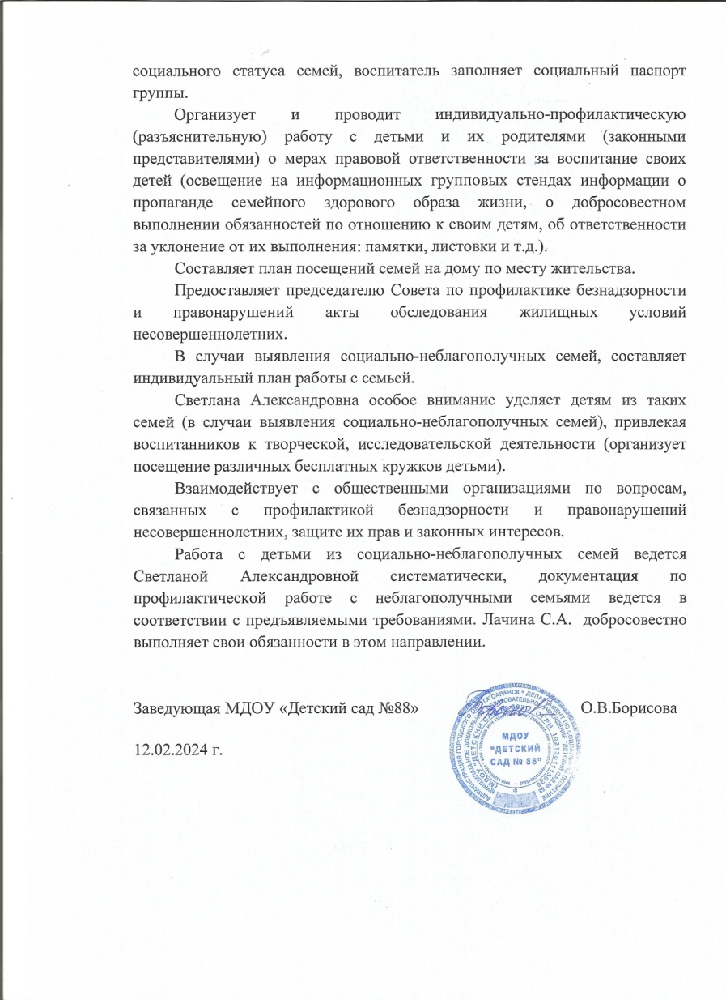 социального статуса семей, воспитатель заполняет социальный паспорт
группы.
Организует и проводит индивидуально-профилактическую
(разъяснительную) работу с детьми и их родителями (законными
представителями) о мерах правовой ответственности за воспитание своих
детей (освещение на информационных групповых стендах информации о
пропаганде семейного здорового образа жизни, о добросовестном
выполнении обязанностей по отношению к своим детям, об ответственности
за уклонение от их выполнения: памятки, листовки и т.д.).
Составляет план посещений семей на дому по месту жительства.
Предоставляет председателю Совета по профилактике безнадзорности
и правонарушений акты обследования жилищных условий
несовершеннолетних.
В случаи выявления социально-неблагополучных семей, составляет
индивидуальный план работы с семьей.
Светлана Александровна особое внимание уделяет детям из таких
семей (в случаи выявления социально-неблагополучных семей), привлекая
воспитанников к творческой, исследовательской деятельности (организует
посещение различных бесплатных кружков детьми).
Взаимодействует с общественными организациями по вопросам,
связанных с профилактикой безнадзорности и правонарушений
несовершеннолетних, защите их прав и законных интересов.
Работа с детьми из социально-неблагополучных семей ведется
Светланой Александровной систематически, документация по
профилактической работе с неблагополучными семьями ведется в
соответствии с предъявляемыми требованиями. Лачина С.А. добросовестно
выполняет свои обязанности в этом направлении.
Заведующая МДОУ «Детский сад №88» О.В.Борисова
12.02.2024 г.
МДОУ
"ДЕТСКИЙ
САД № 88"